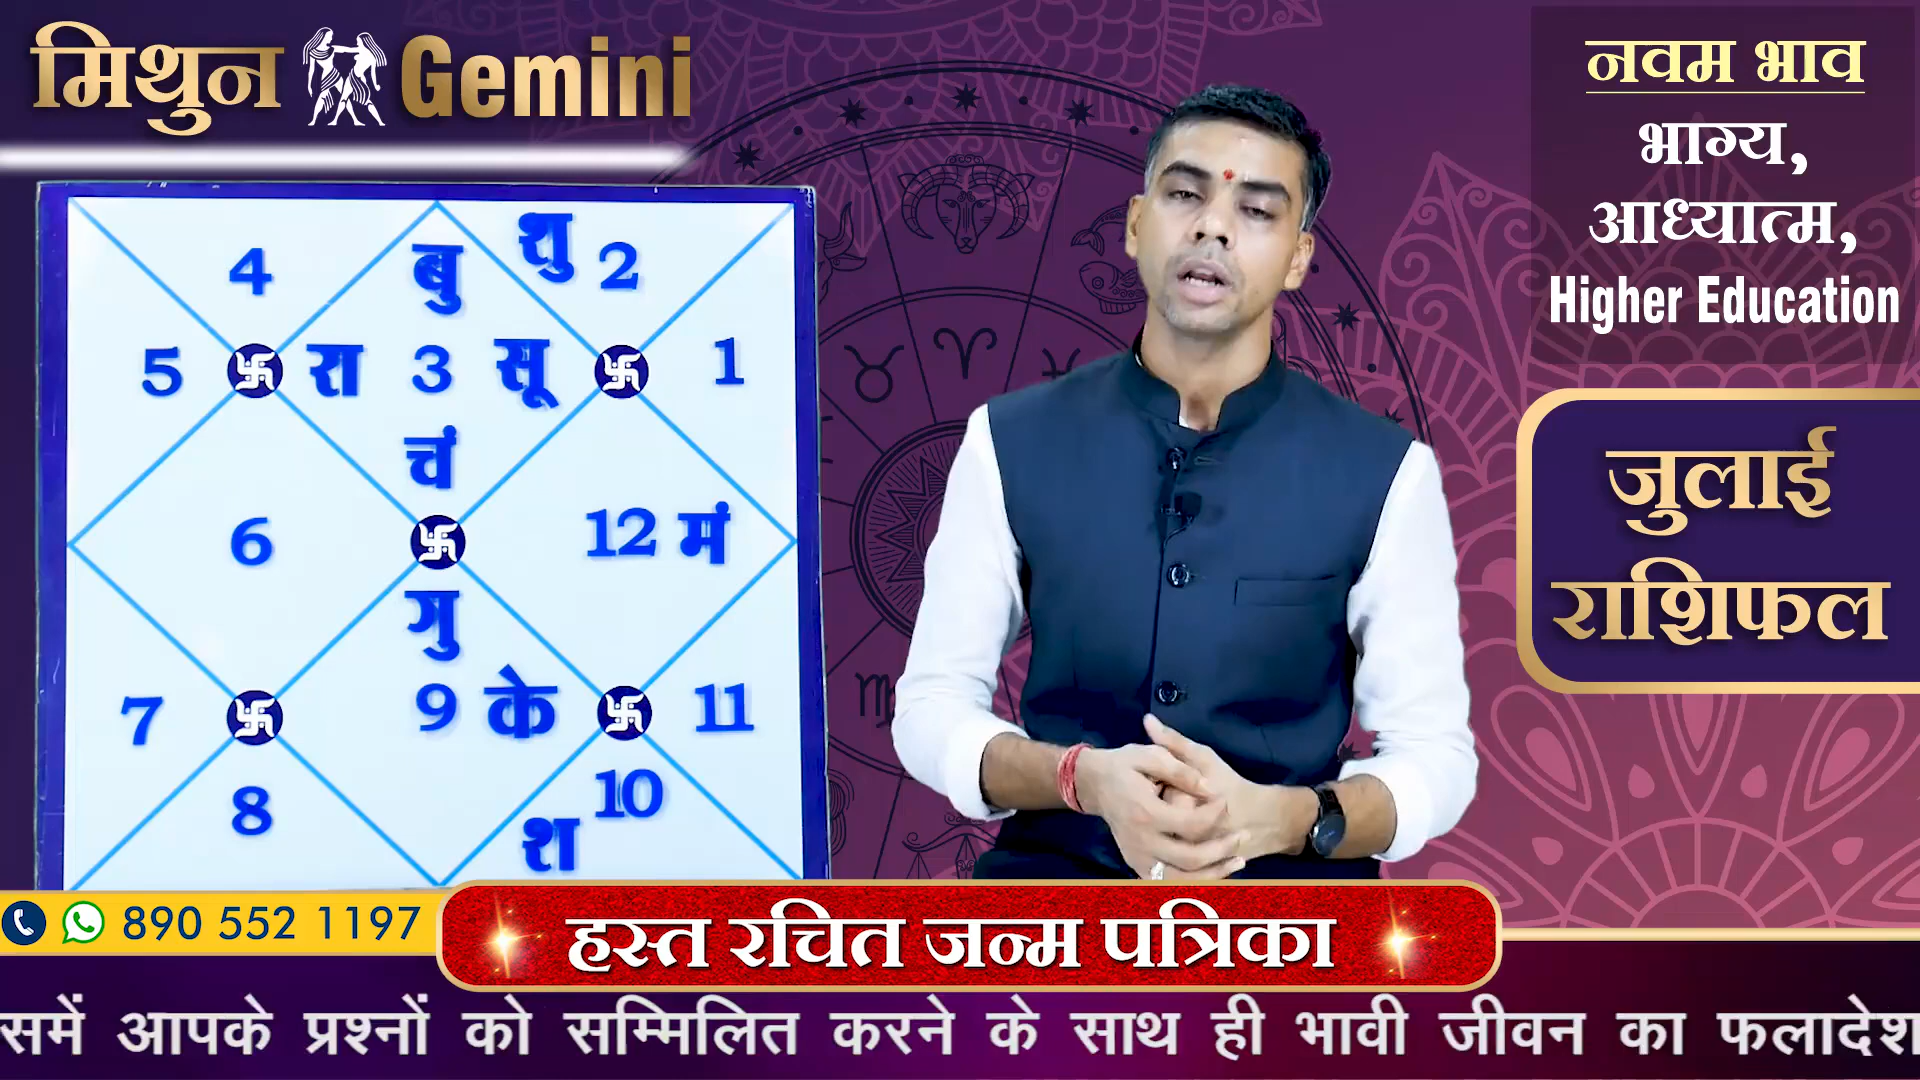 मिथुन Gemini
नवम भाव
भाग्य,
आध्यात्म,
Higher Education
जुलाई
राशिफल
4 बु शु 2
5 रा 3 सू 1
चं
6 12 मं
गु
7 9 के 11
8 10
श
890 552 1197
हस्त रचित जन्म पत्रिका
समें आपके प्रश्नों को सम्मिलित करने के साथ ही भावी जीवन का फलादेश